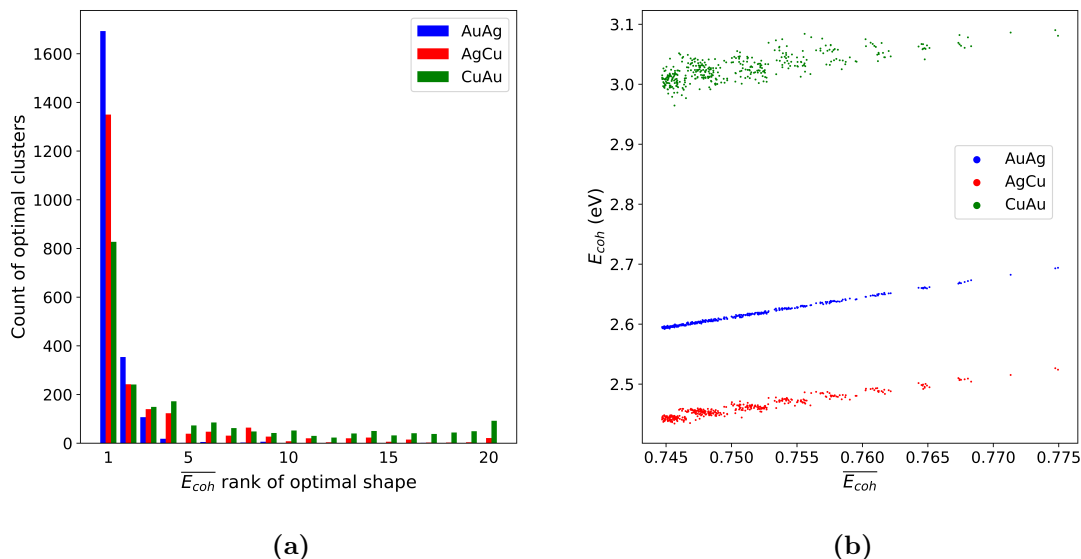 1600
1400
1200
1000
800
600
400
200
0
Count of optimal clusters
AuAg
AgCu
CuAu
1 5 10 15 20
E_coh rank of optimal shape
(a)
3.1
3.0
2.9
2.8
2.7
2.6
2.5
E_coh (eV)
AuAg
AgCu
CuAu
0.745 0.750 0.755 0.760 0.765 0.770 0.775
E_coh
(b)